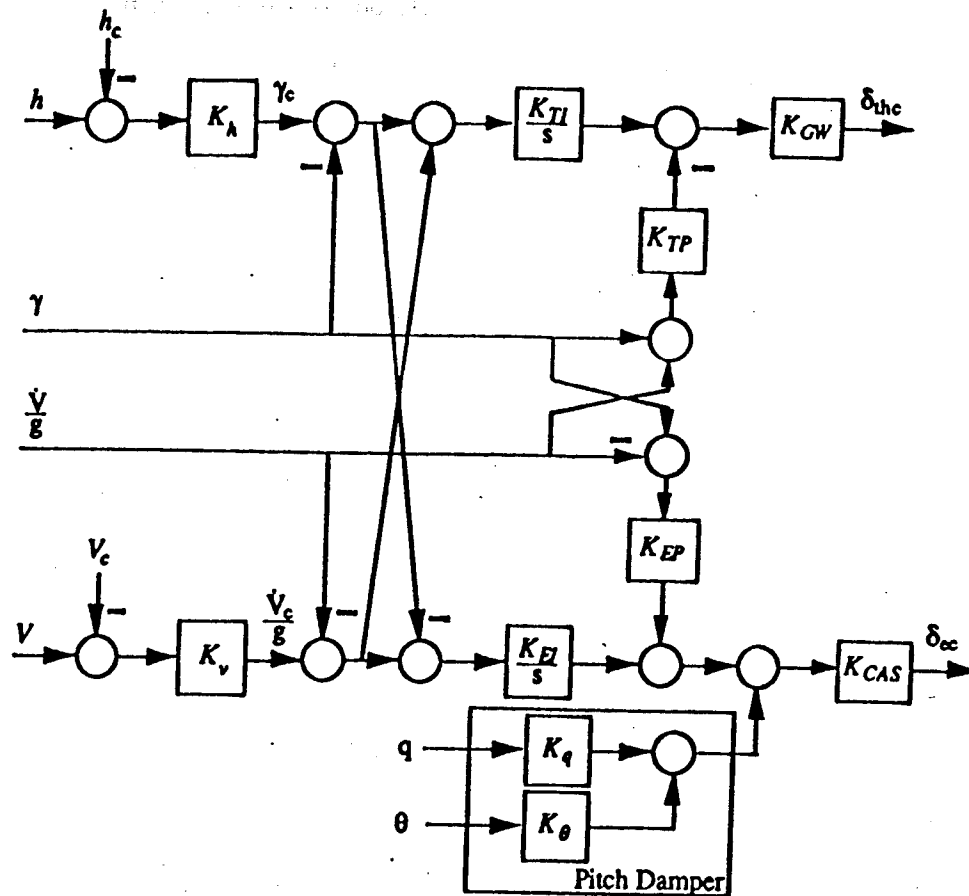 h_c
−
h
K_h
γ_c
−
K_TI
s
−
K_GW
δ_thc
K_TP
γ
V̇
g
−
K_EP
V_c
−
V
K_v
V̇_c
g
−
−
K_EI
s
K_CAS
δ_ec
q
K_q
θ
K_θ
Pitch Damper